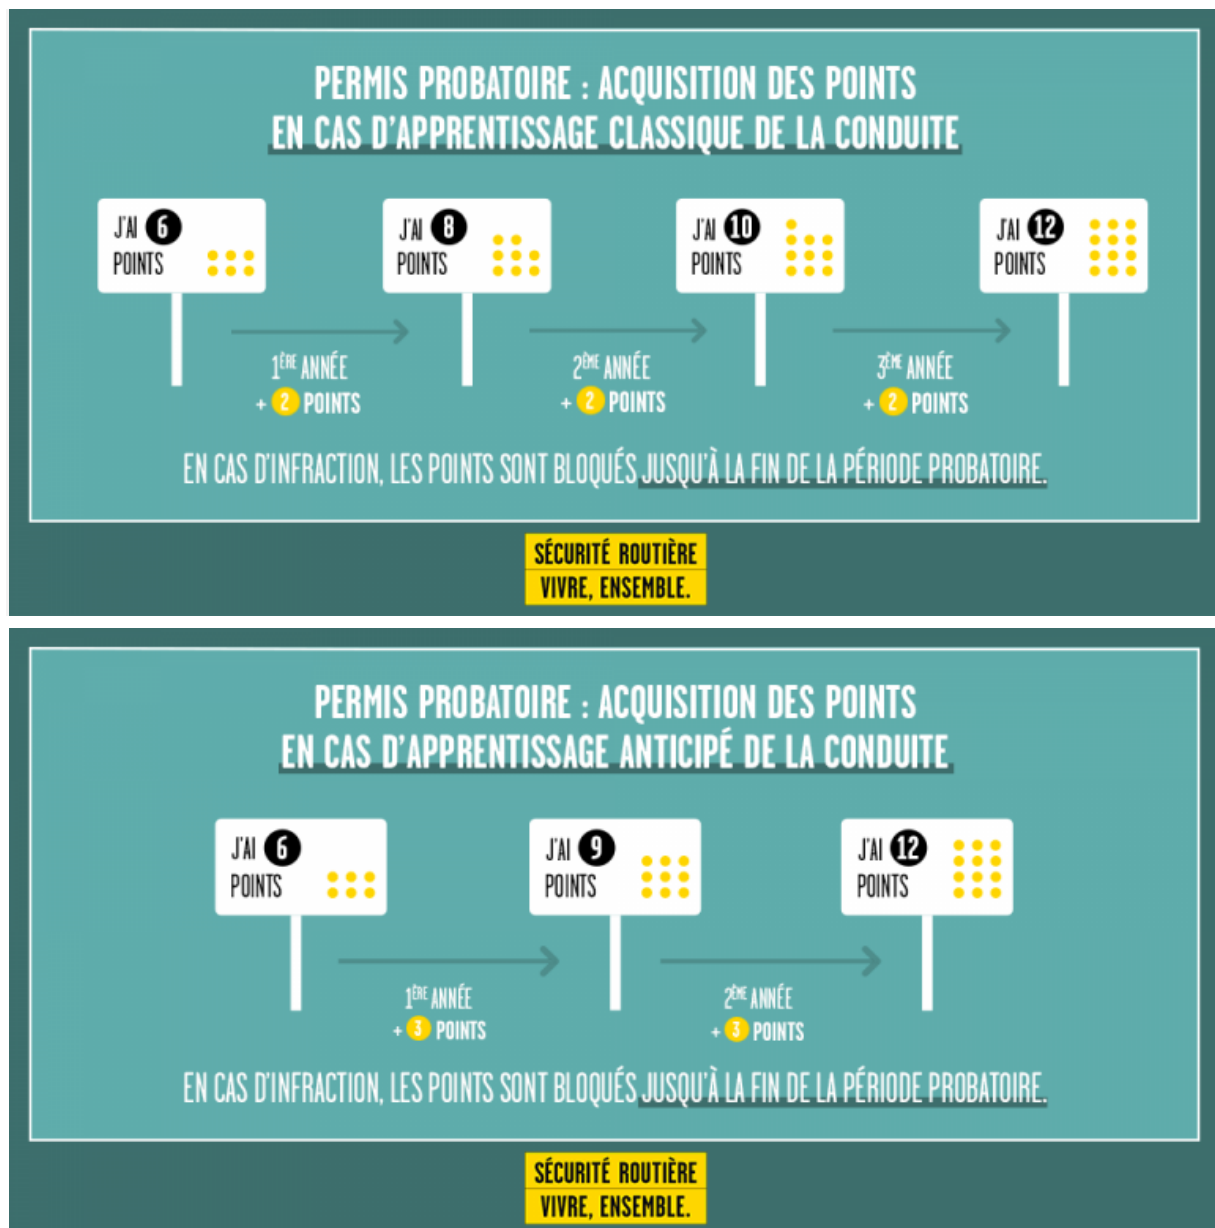 PERMIS PROBATOIRE : ACQUISITION DES POINTS
EN CAS D'APPRENTISSAGE CLASSIQUE DE LA CONDUITE
J'AI 6
POINTS
J'AI 8
POINTS
J'AI 10
POINTS
J'AI 12
POINTS
1ÈRE ANNÉE
+ 2 POINTS
2ÈME ANNÉE
+ 2 POINTS
3ÈME ANNÉE
+ 2 POINTS
EN CAS D'INFRACTION, LES POINTS SONT BLOQUÉS JUSQU'À LA FIN DE LA PÉRIODE PROBATOIRE.
SÉCURITÉ ROUTIÈRE
VIVRE, ENSEMBLE.
PERMIS PROBATOIRE : ACQUISITION DES POINTS
EN CAS D'APPRENTISSAGE ANTICIPÉ DE LA CONDUITE
J'AI 6
POINTS
J'AI 9
POINTS
J'AI 12
POINTS
1ÈRE ANNÉE
+ 3 POINTS
2ÈME ANNÉE
+ 3 POINTS
EN CAS D'INFRACTION, LES POINTS SONT BLOQUÉS JUSQU'À LA FIN DE LA PÉRIODE PROBATOIRE.
SÉCURITÉ ROUTIÈRE
VIVRE, ENSEMBLE.